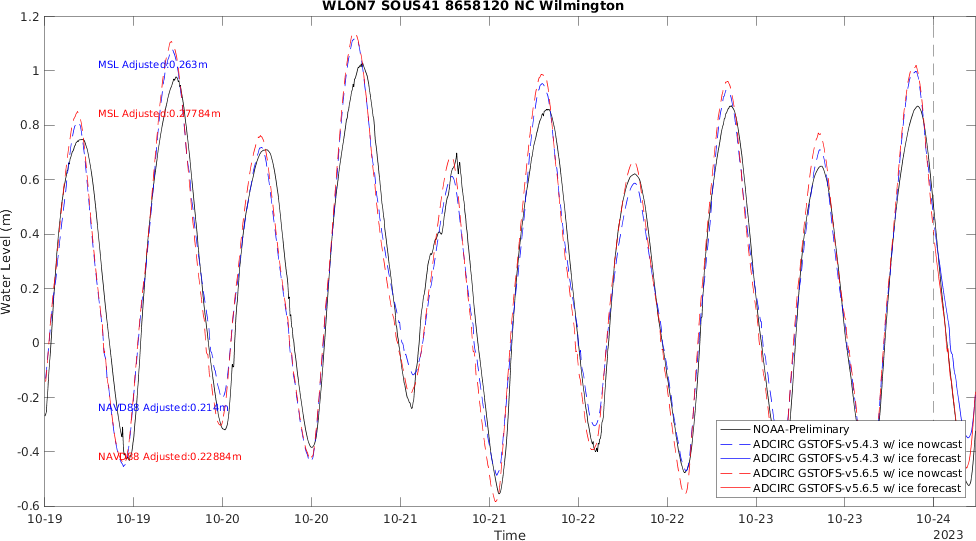 WLON7 SOUS41 8658120 NC Wilmington
1.2
1
0.8
0.6
0.4
0.2
0
-0.2
-0.4
-0.6
Water Level (m)
MSL Adjusted:0.263m
MSL Adjusted:0.27784m
NAVD88 Adjusted:0.214m
NAVD88 Adjusted:0.22884m
NOAA-Preliminary
ADCIRC GSTOFS-v5.4.3 w/ ice nowcast
ADCIRC GSTOFS-v5.4.3 w/ ice forecast
ADCIRC GSTOFS-v5.6.5 w/ ice nowcast
ADCIRC GSTOFS-v5.6.5 w/ ice forecast
10-19 10-19 10-20 10-20 10-21 10-21 10-22 10-22 10-23 10-23 10-24
Time 2023